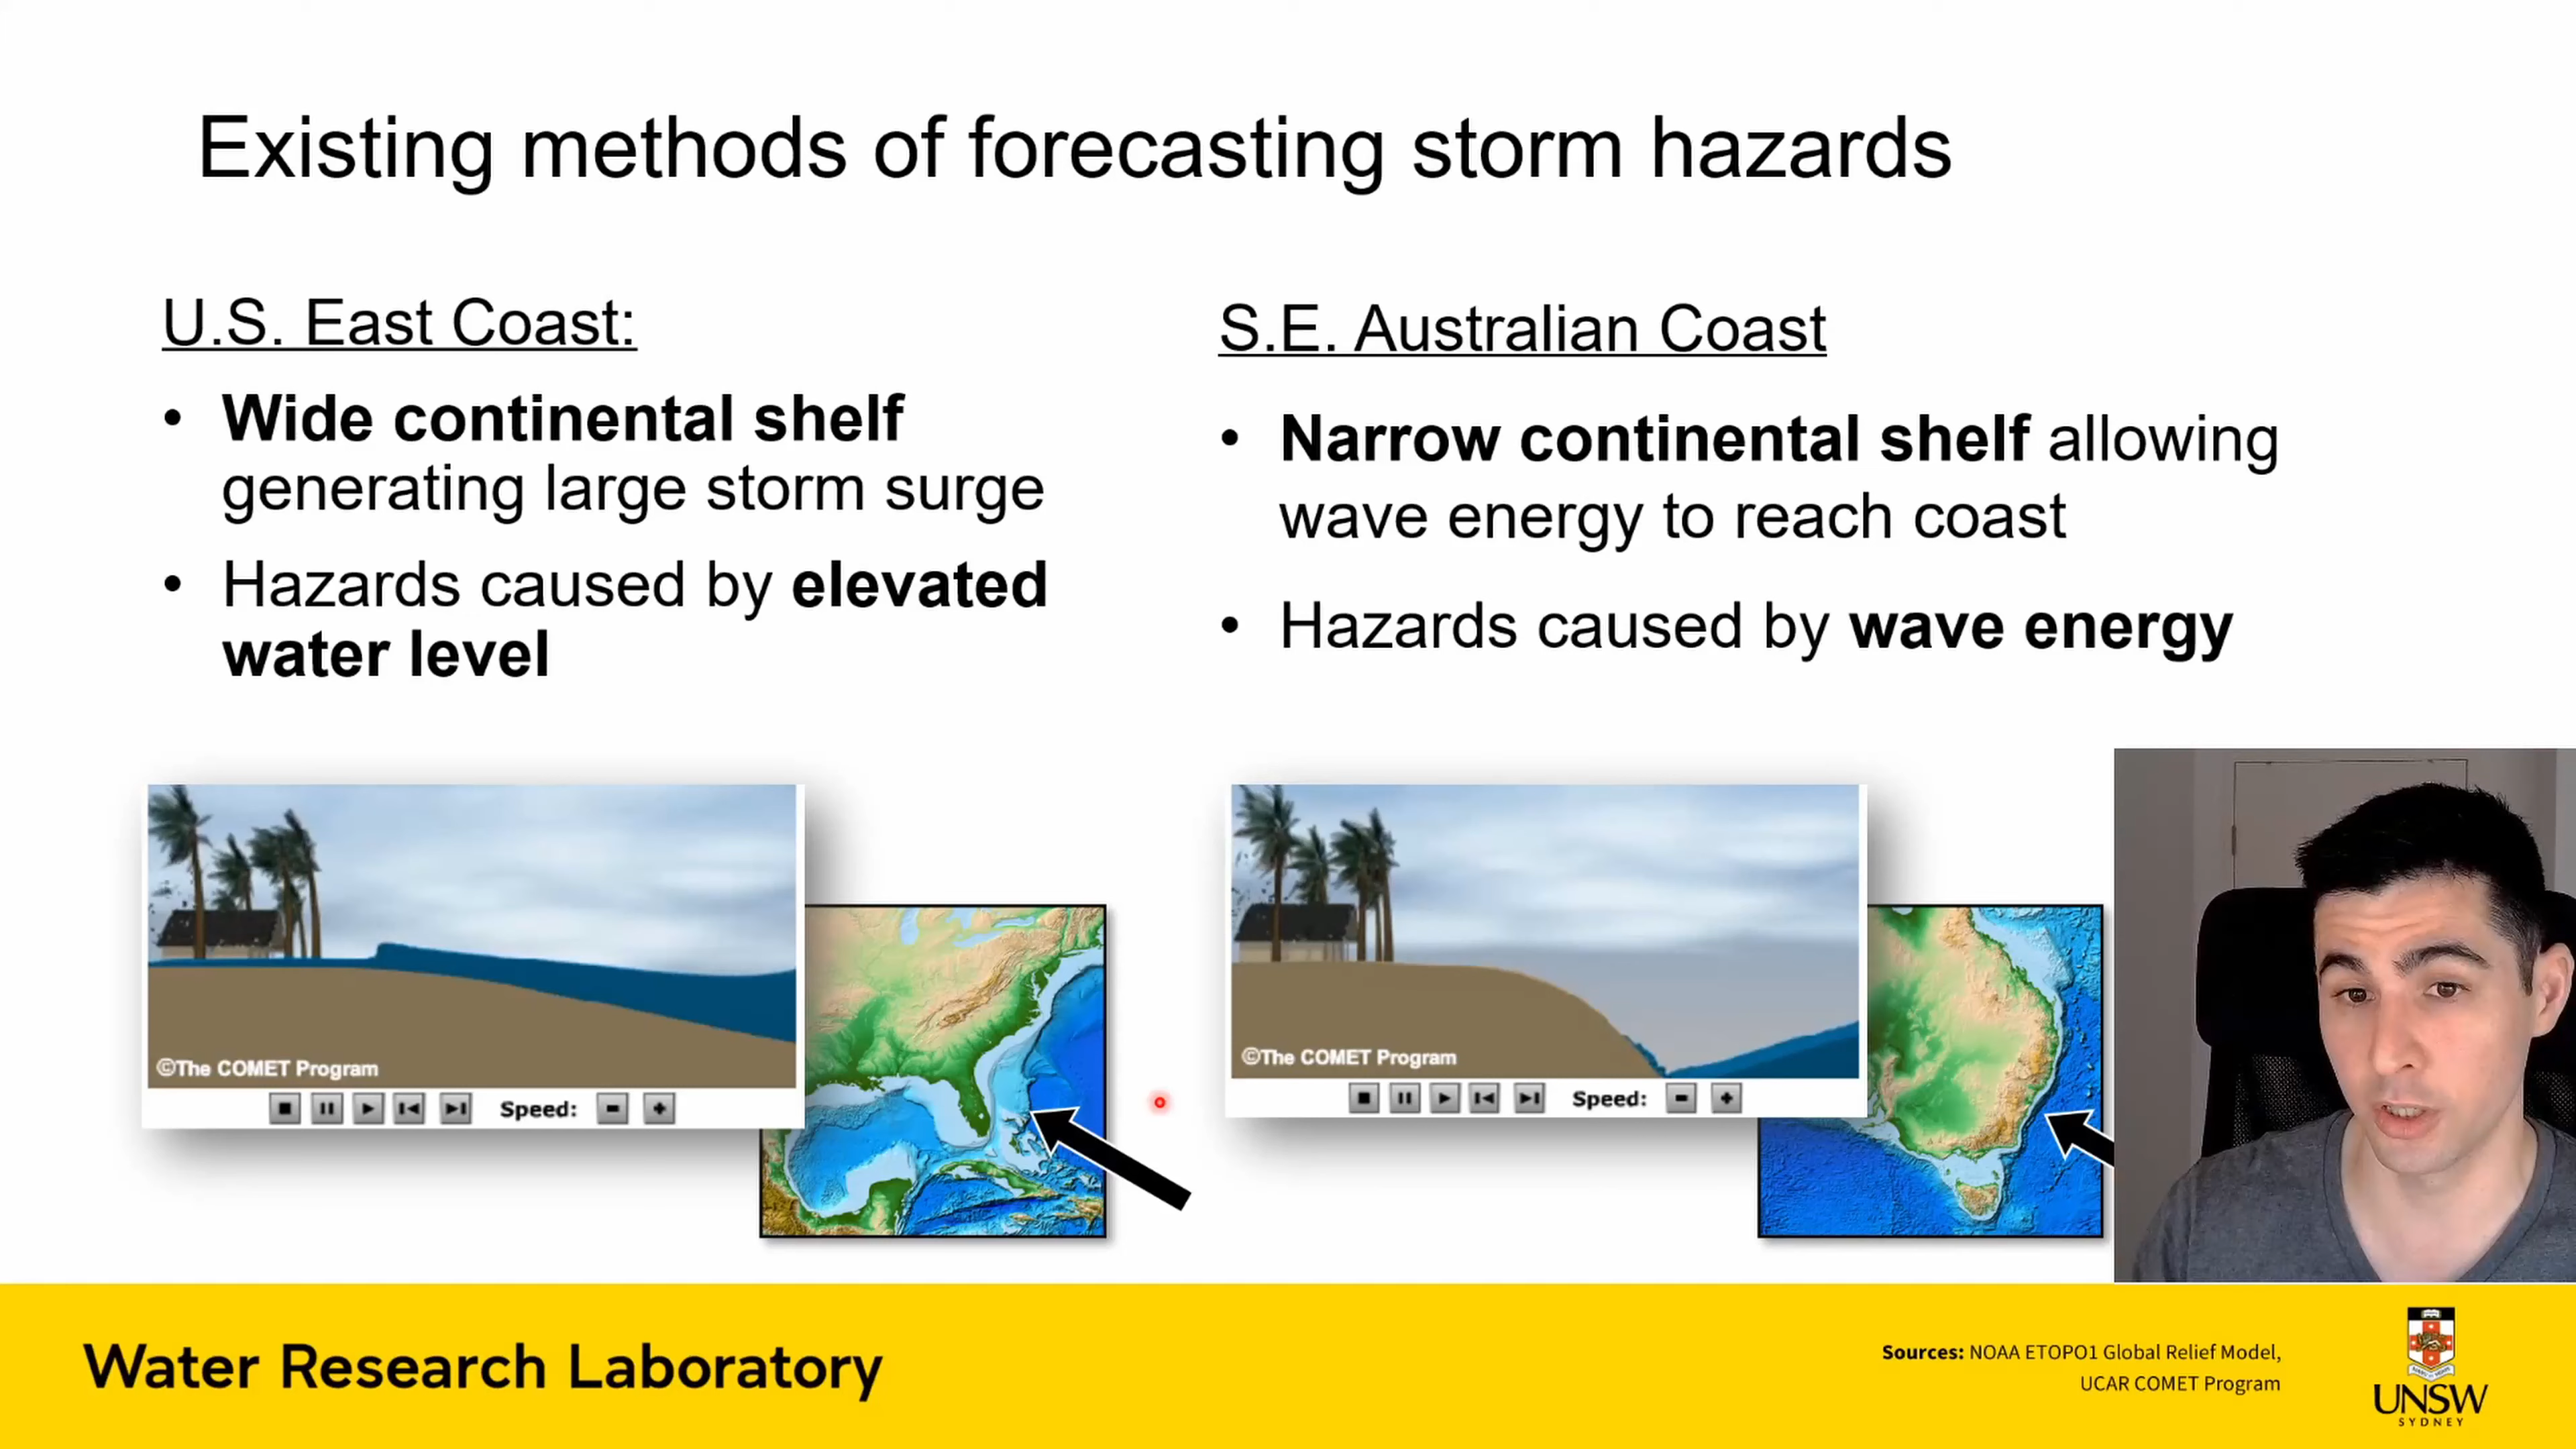 Existing methods of forecasting storm hazards
U.S. East Coast:
• Wide continental shelf
generating large storm surge
• Hazards caused by elevated
water level
S.E. Australian Coast
• Narrow continental shelf allowing
wave energy to reach coast
• Hazards caused by wave energy
©The COMET Program
Speed:
©The COMET Program
Speed:
Water Research Laboratory
Sources: NOAA ETOPO1 Global Relief Model,
UCAR COMET Program
UNSW
SYDNEY